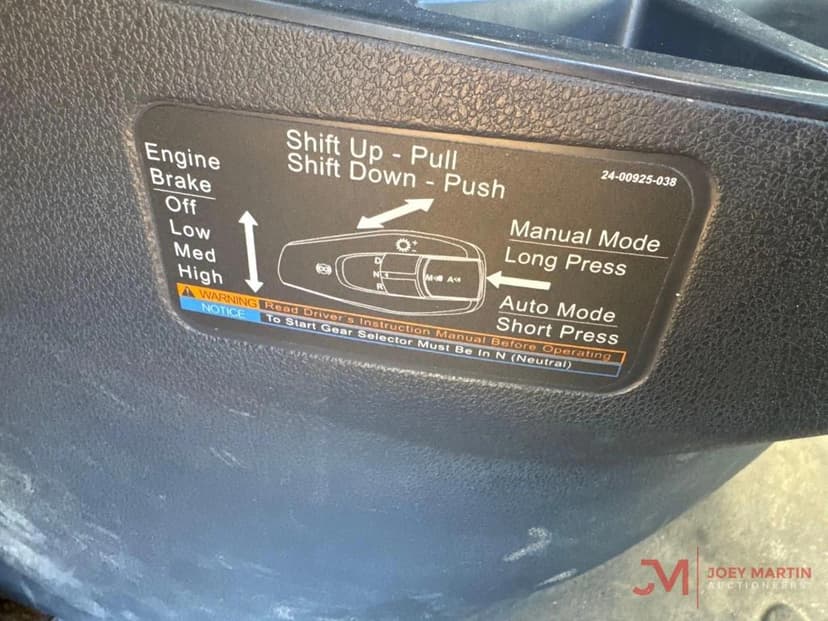 Engine
Brake
Off
Low
Med
High
Shift Up - Pull
Shift Down - Push
24-00925-038
Manual Mode
Long Press
Auto Mode
Short Press
+
-
D
N
R
M
A
WARNING Read Driver's Instruction Manual Before Operating
NOTICE To Start Gear Selector Must Be In N (Neutral)
JM JOEY MARTIN
AUCTIONEERS